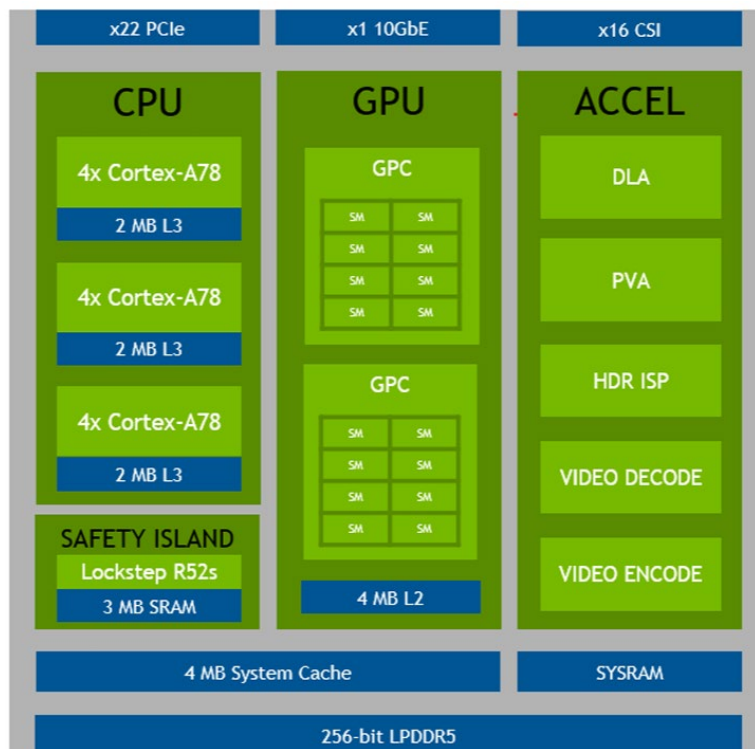 x22 PCIe
x1 10GbE
x16 CSI
CPU
4x Cortex-A78
2 MB L3
4x Cortex-A78
2 MB L3
4x Cortex-A78
2 MB L3
SAFETY ISLAND
Lockstep R52s
3 MB SRAM
GPU
GPC
SM SM
SM SM
SM SM
SM SM
GPC
SM SM
SM SM
SM SM
SM SM
4 MB L2
ACCEL
DLA
PVA
HDR ISP
VIDEO DECODE
VIDEO ENCODE
4 MB System Cache
SYSRAM
256-bit LPDDR5